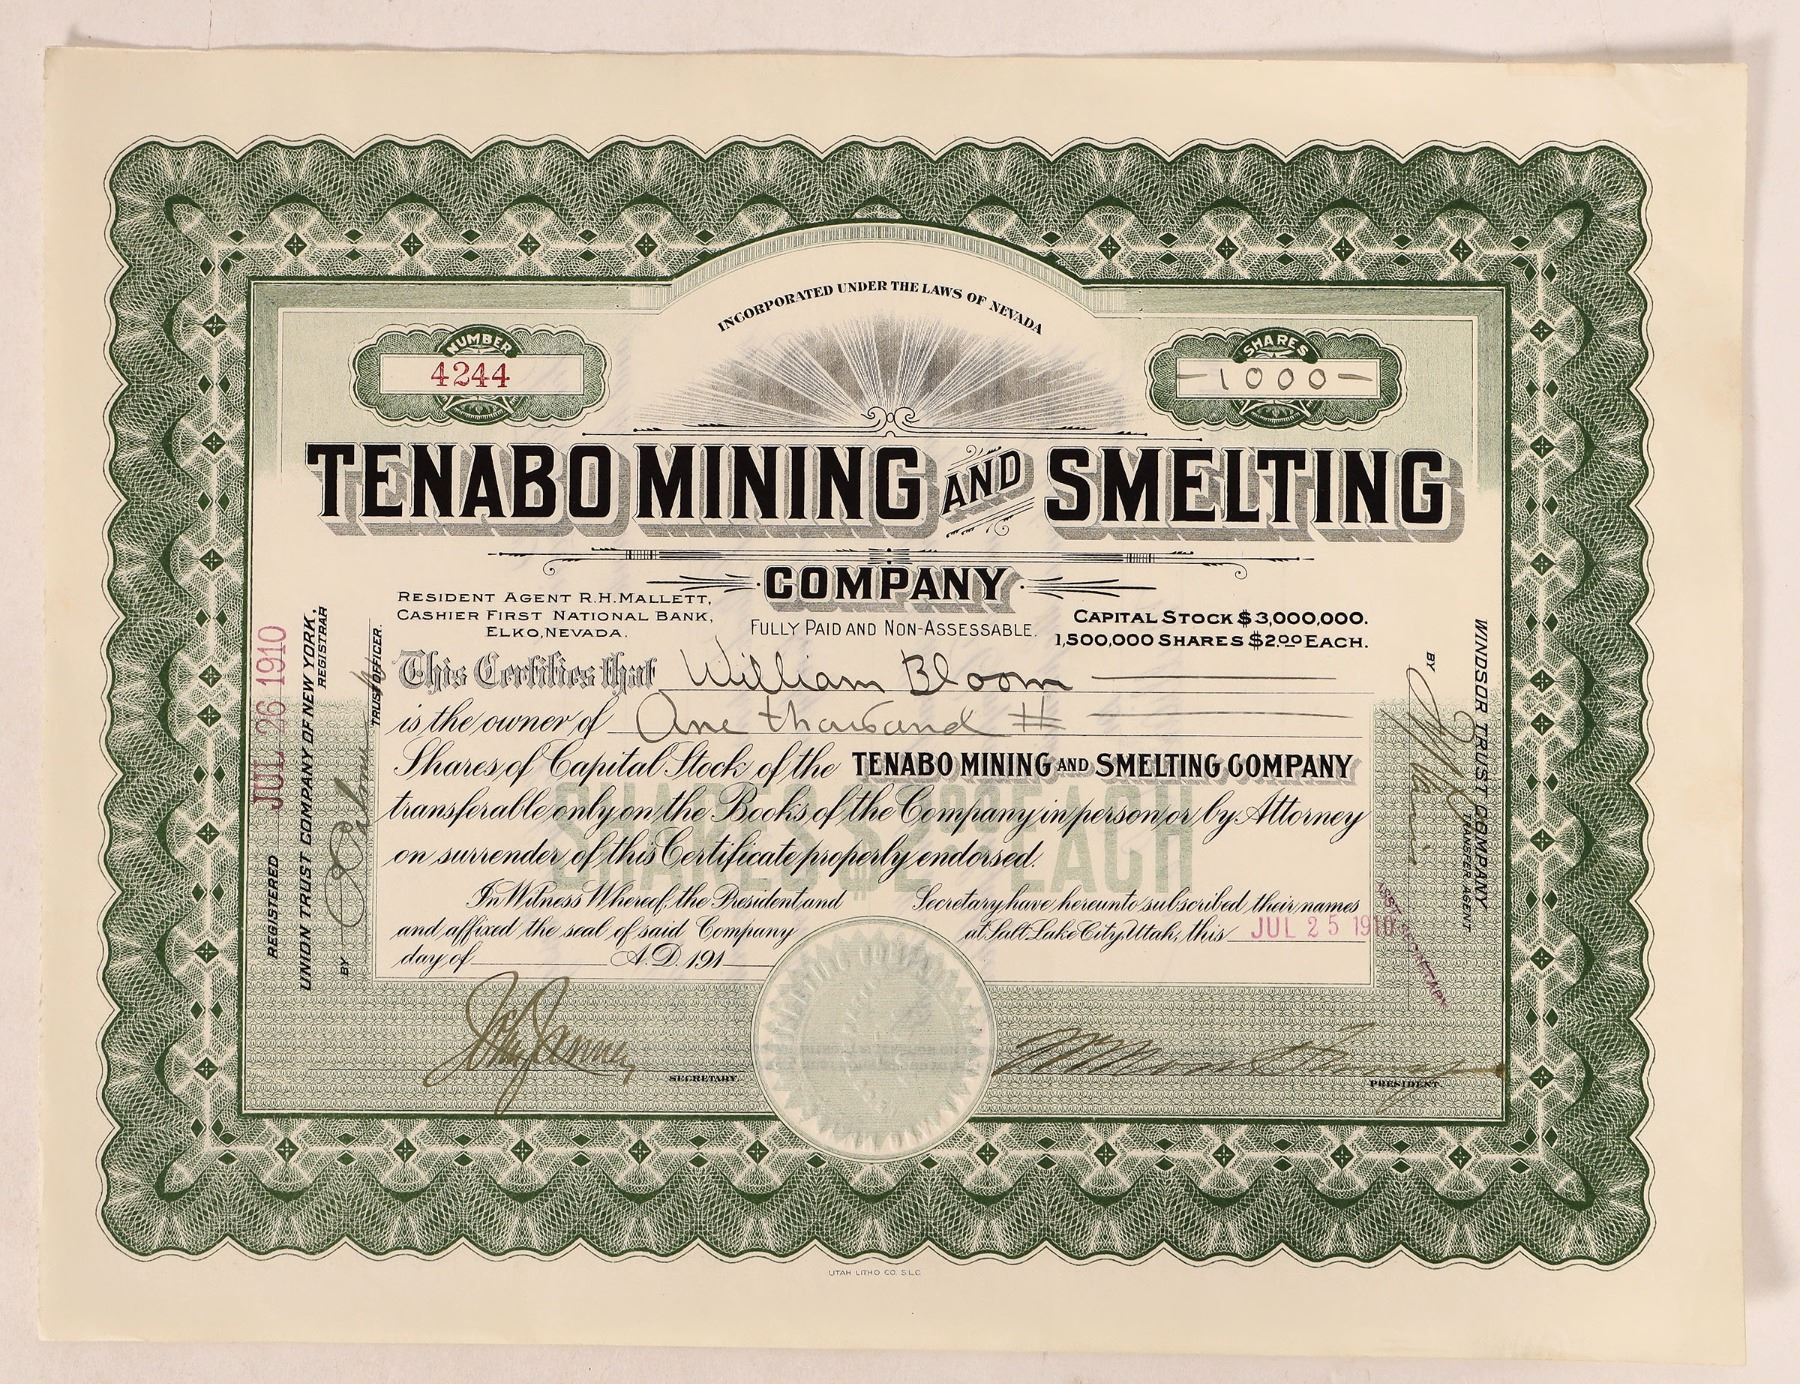 INCORPORATED UNDER THE LAWS OF NEVADA
NUMBER
4244
SHARES
-1000-
TENABO MINING AND SMELTING
COMPANY
RESIDENT AGENT R.H. MALLETT,
CASHIER FIRST NATIONAL BANK,
ELKO, NEVADA.
FULLY PAID AND NON-ASSESSABLE.
CAPITAL STOCK $3,000,000.
1,500,000 SHARES $2.00 EACH.
This Certifies that William Bloom
is the owner of One thousand #
Shares of Capital Stock of the TENABO MINING AND SMELTING COMPANY
transferable only on the Books of the Company in person or by Attorney
on surrender of this Certificate properly endorsed.
SHARES $2.00 EACH
In Witness Whereof, the President and Secretary have hereunto subscribed their names
and affixed the seal of said Company at Salt Lake City, Utah, this JUL 25 1910
day of A.D. 191
SECRETARY.
PRESIDENT.
JUL 26 1910
REGISTERED
UNION TRUST COMPANY OF NEW YORK,
REGISTRAR
BY
TRUST OFFICER.
WINDSOR TRUST COMPANY
TRANSFER AGENT
BY
ASST SECRETARY
UTAH LITHO CO. S.L.C.